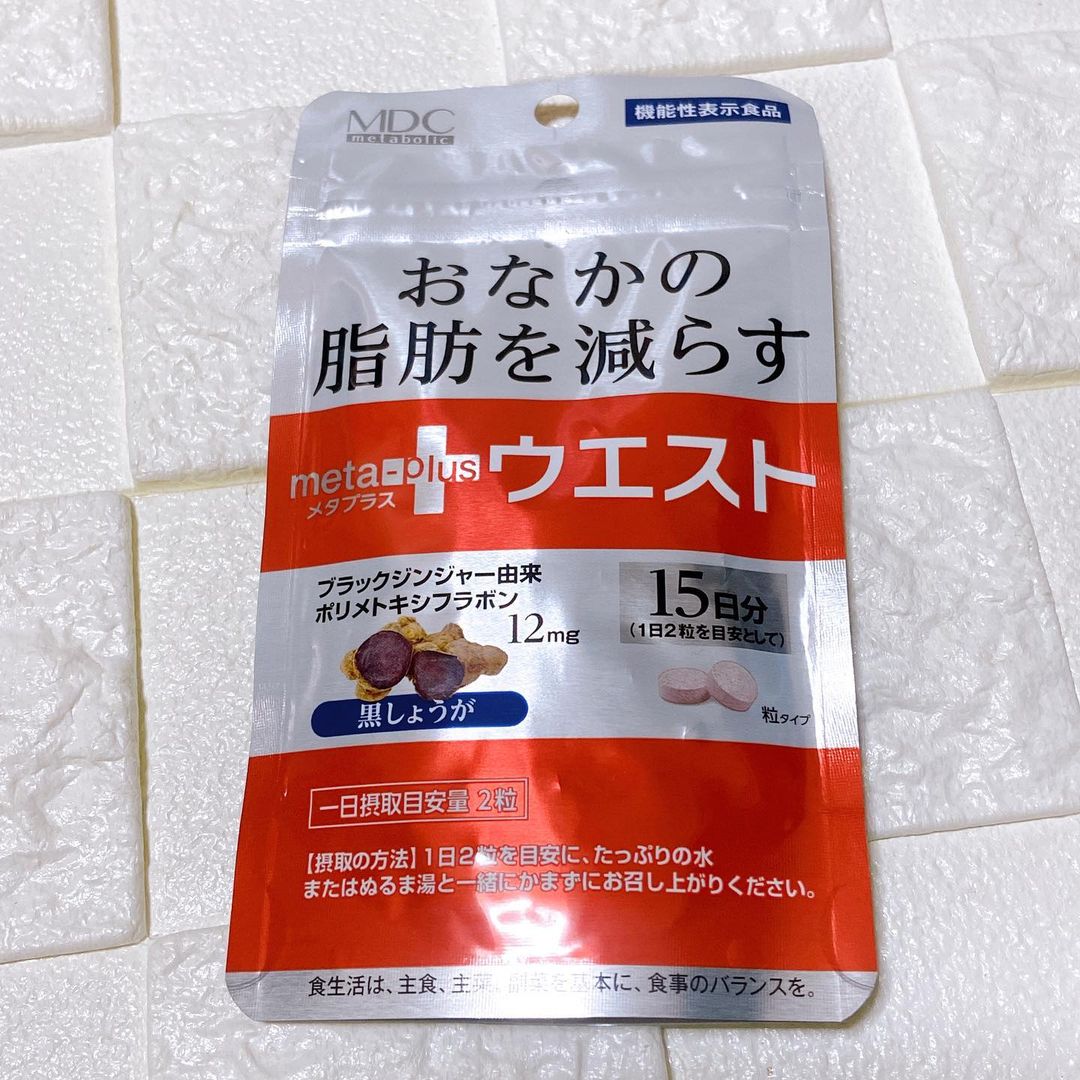 MDC
metabolic
機能性表示食品
おなかの
脂肪を減らす
meta-plus
メタプラス
ウエスト
ブラックジンジャー由来
ポリメトキシフラボン
12mg
黒しょうが
15日分
(1日2粒を目安として)
粒タイプ
一日摂取目安量 2粒
【摂取の方法】1日2粒を目安に、たっぷりの水
またはぬるま湯と一緒にかまずにお召し上がりください。
食生活は、主食、主菜、副菜を基本に、食事のバランスを。